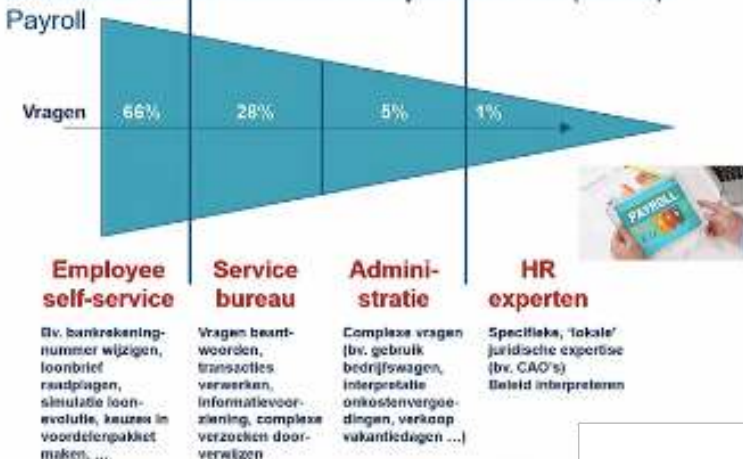 Payroll
Vragen 66% 28% 5% 1%
PAYROLL
Employee
self-service
Bv. bankrekening-
nummer wijzigen,
loonbrief
raadplegen,
simulatie loon-
evolutie, keuzes in
voordelenpakket
maken, ...
Service
bureau
Vragen beant-
woorden,
transacties
verwerken,
informatievoor-
ziening, complexe
verzoeken door-
verwijzen
Admini-
stratie
Complexe vragen
(bv. gebruik
bedrijfswagen,
interpretatie
onkostenvergoe-
dingen, verkoop
vakantiedagen ...)
HR
experten
Specifieke, 'lokale'
juridische expertise
(bv. CAO's)
Beleid interpreteren